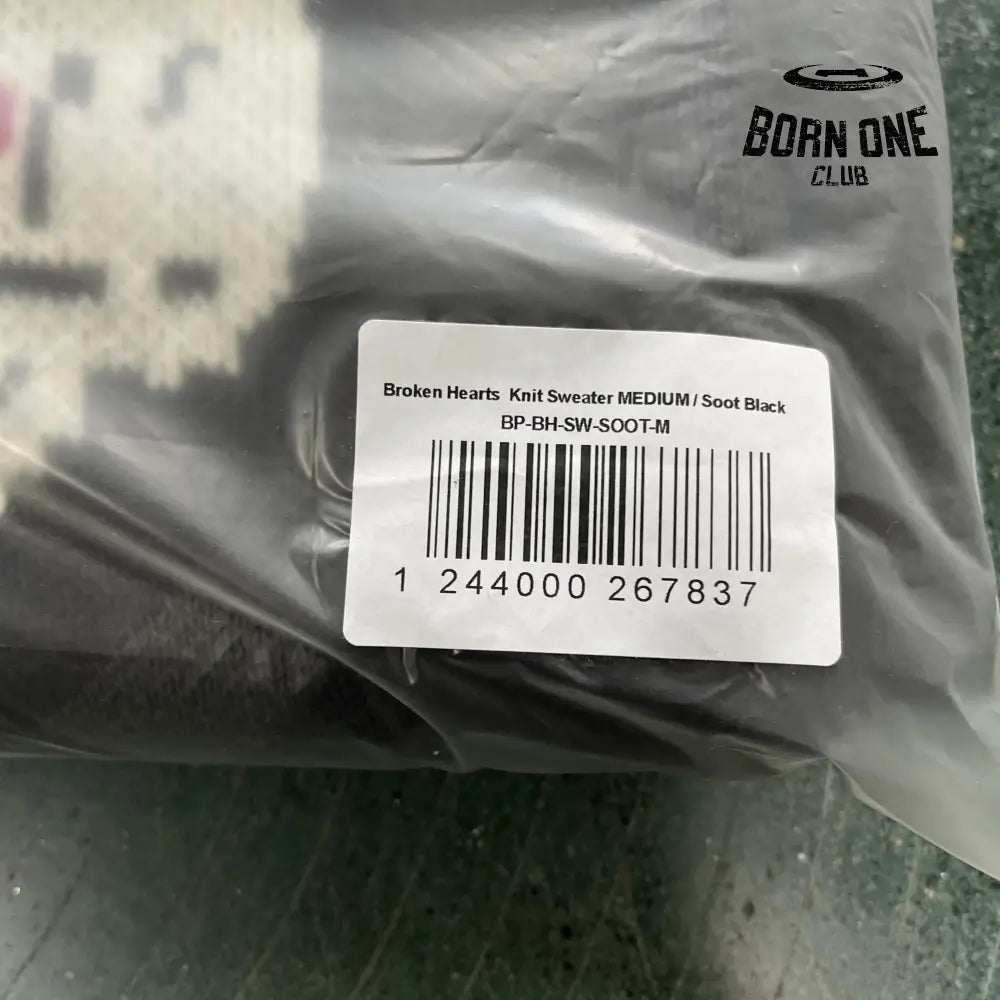 BORN ONE
CLUB
Broken Hearts  Knit Sweater MEDIUM / Soot Black
BP-BH-SW-SOOT-M
1 244000 267837